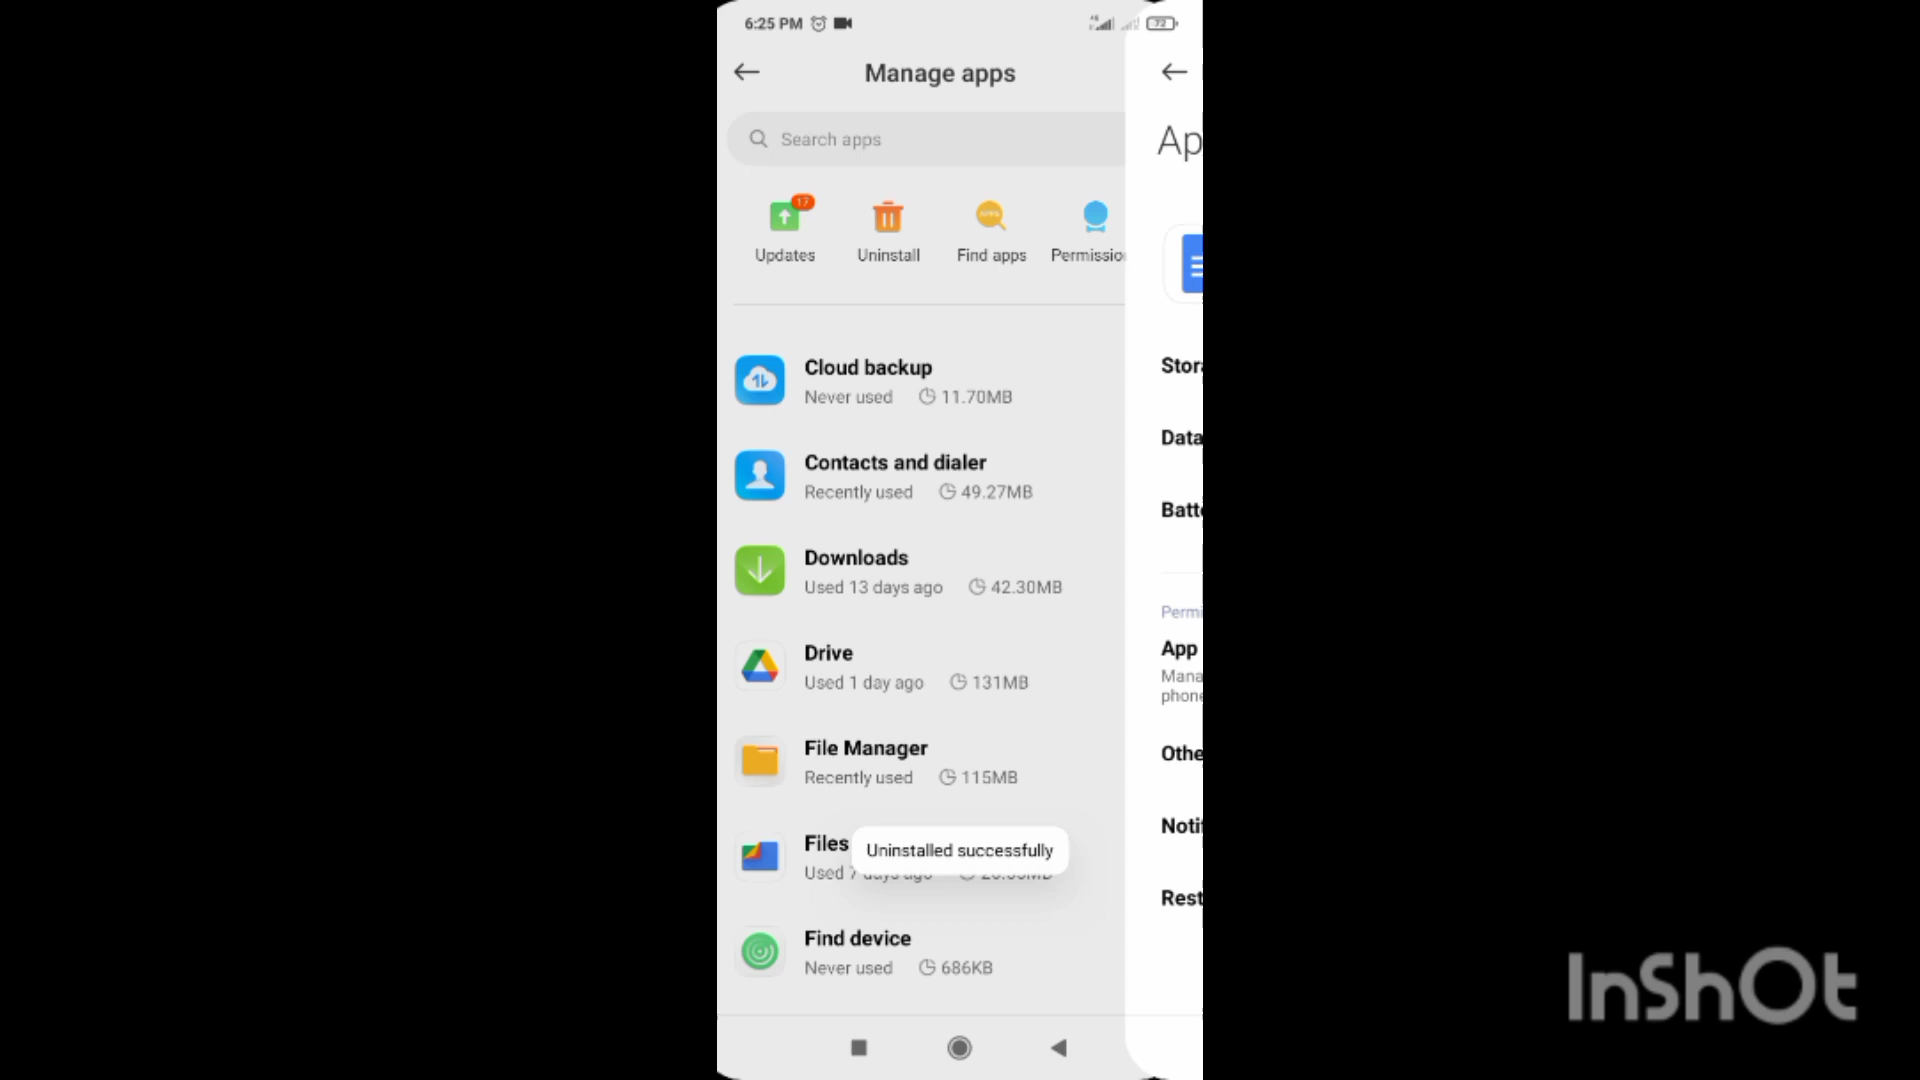 6:25 PM
72
Manage apps
Search apps
17
Updates
Uninstall
Find apps
Permissio
Cloud backup
Never used
11.70MB
Contacts and dialer
Recently used
49.27MB
Downloads
Used 13 days ago
42.30MB
Drive
Used 1 day ago
131MB
File Manager
Recently used
115MB
Files
Used 7 days ago
Uninstalled successfully
Find device
Never used
686KB
Ap
Stor
Data
Batt
Permi
App
Mana
phone
Othe
Noti
Rest
InShOt